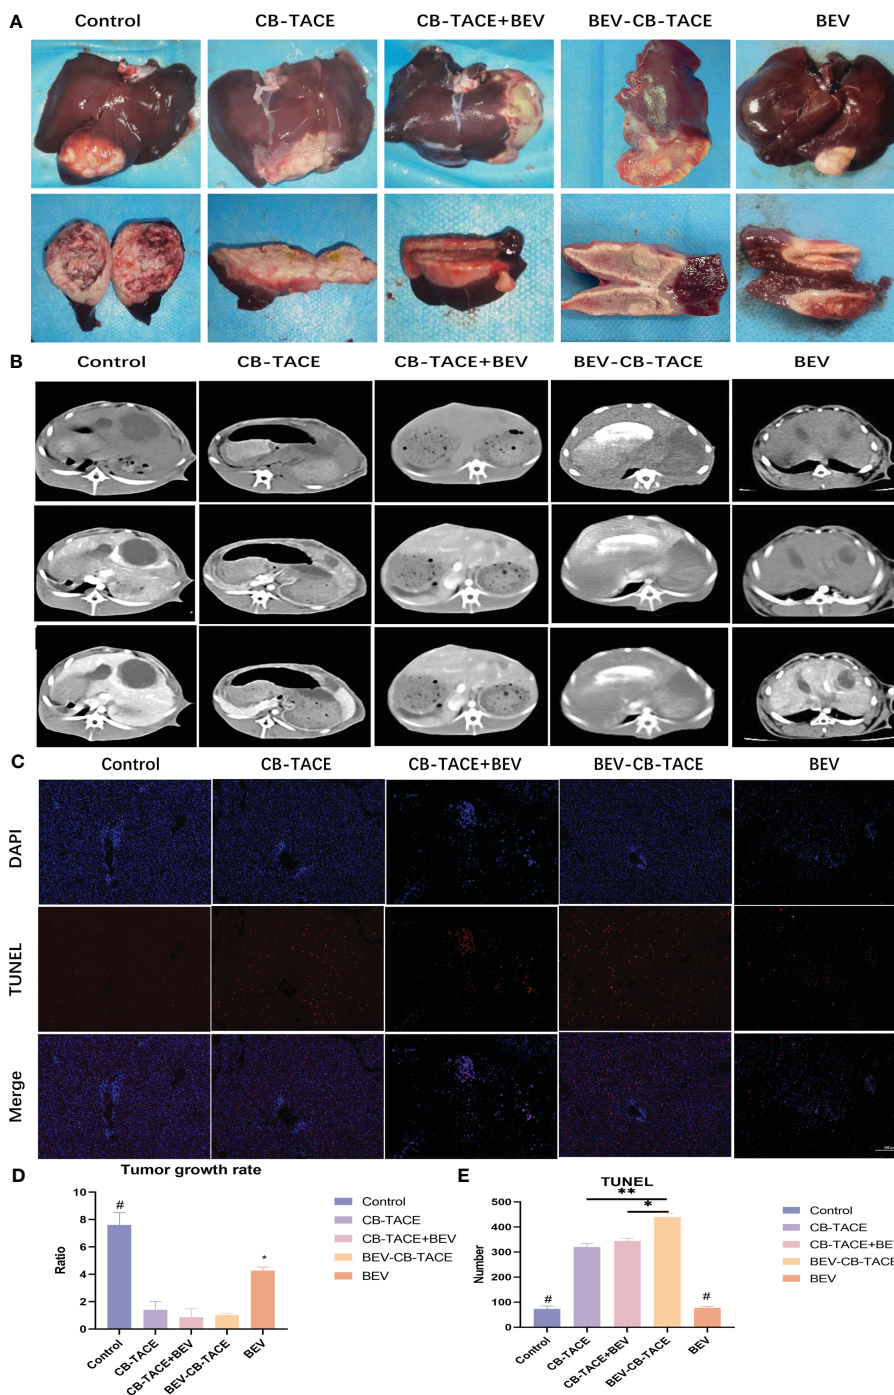 A
Control CB-TACE CB-TACE+BEV BEV-CB-TACE BEV
B
Control CB-TACE CB-TACE+BEV BEV-CB-TACE BEV
C
Control CB-TACE CB-TACE+BEV BEV-CB-TACE BEV
DAPI
TUNEL
Merge
D
Tumor growth rate
Ratio
10
8
6
4
2
0
#
*
Control
CB-TACE
CB-TACE+BEV
BEV-CB-TACE
BEV
Control
CB-TACE
CB-TACE+BEV
BEV-CB-TACE
BEV
E
TUNEL
Number
500
400
300
200
100
0
**
*
#
#
Control
CB-TACE
CB-TACE+BEV
BEV-CB-TACE
BEV
Control
CB-TACE
CB-TACE+BEV
BEV-CB-TACE
BEV